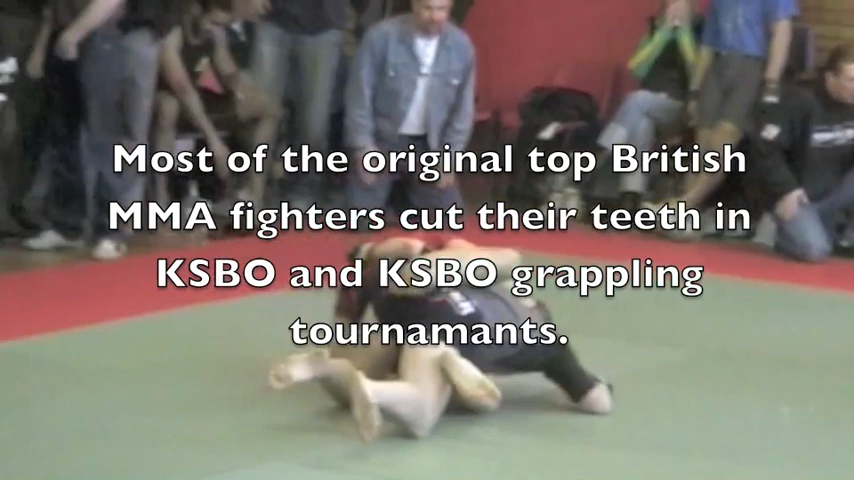 Most of the original top British
MMA fighters cut their teeth in
KSBO and KSBO grappling
tournamants.